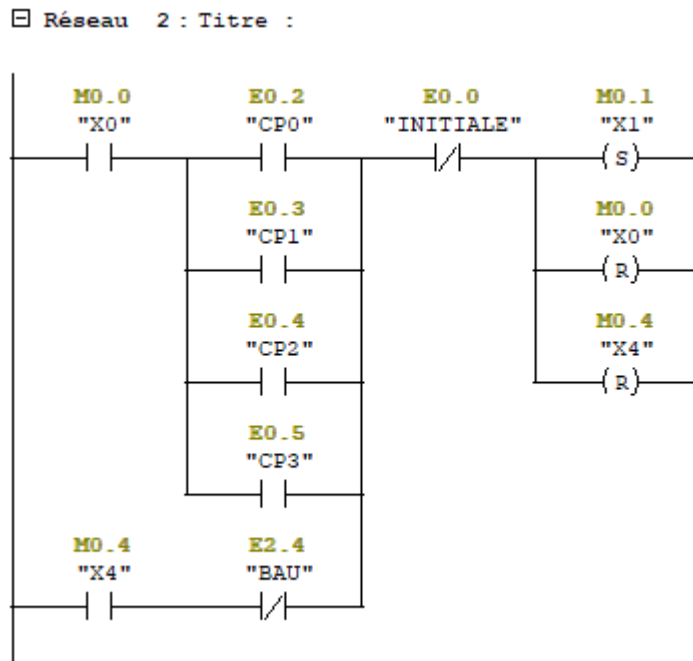 Réseau 2 : Titre :
M0.0 E0.2 E0.0 M0.1
"X0" "CP0" "INITIALE" "X1"
S
E0.3 M0.0
"CP1" "X0"
R
E0.4 M0.4
"CP2" "X4"
R
E0.5
"CP3"
M0.4 E2.4
"X4" "BAU"